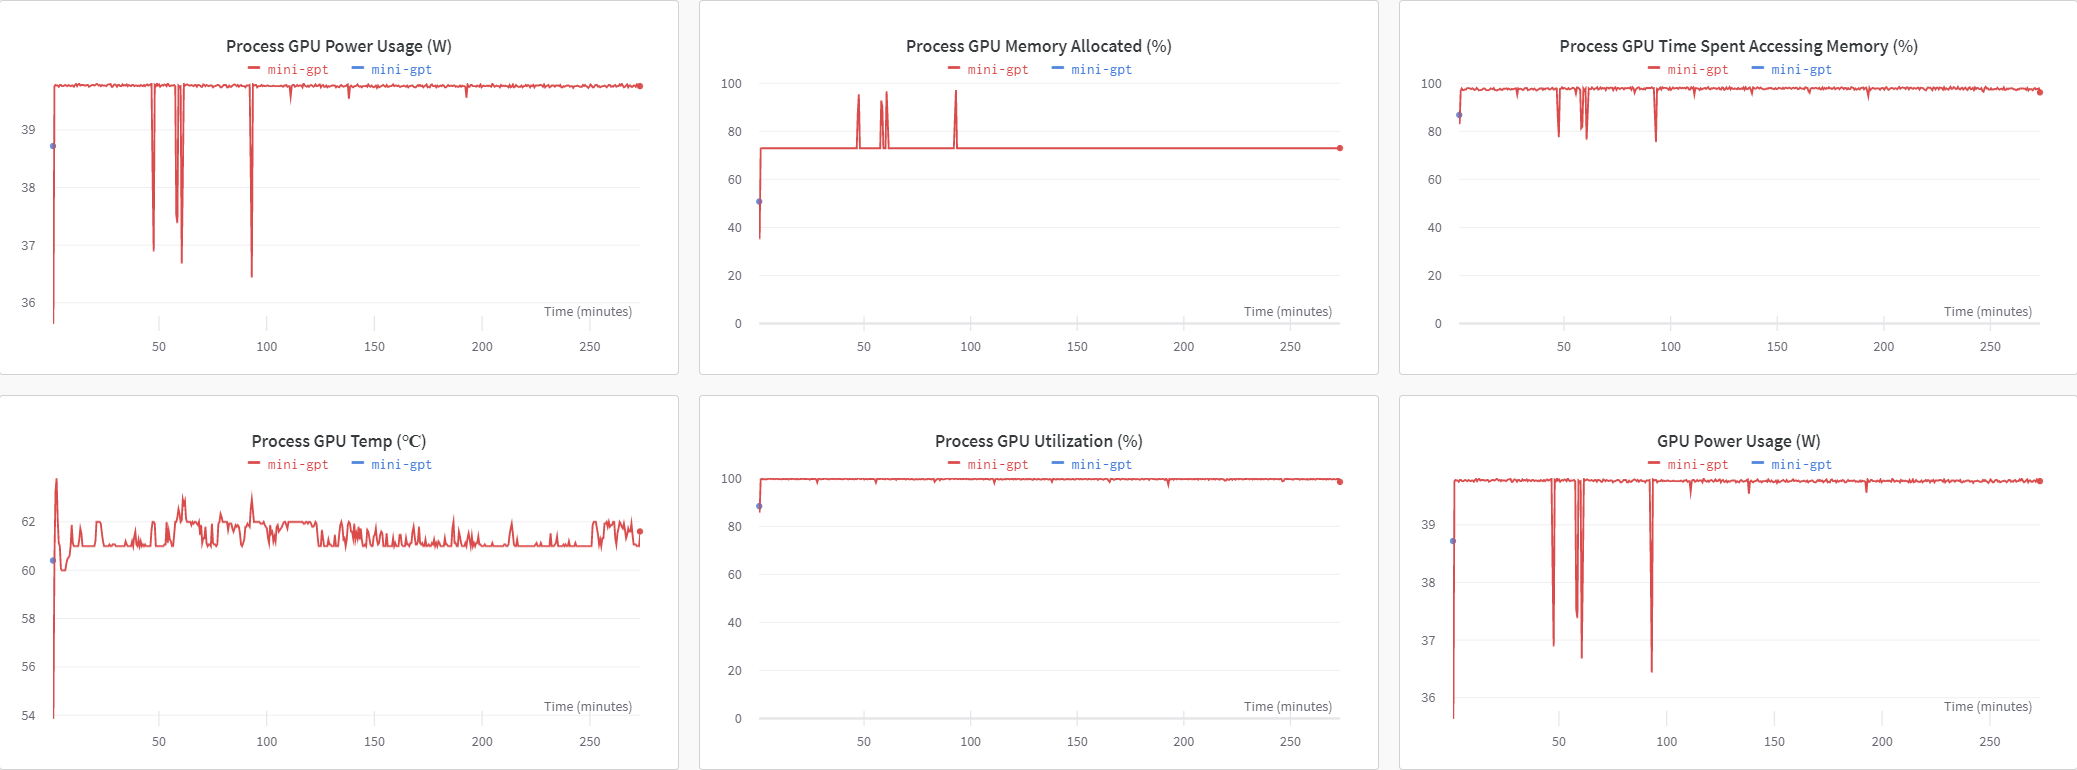 Process GPU Power Usage (W)
mini-gpt mini-gpt
39
38
37
36
Time (minutes)
50 100 150 200 250
Process GPU Memory Allocated (%)
mini-gpt mini-gpt
100
80
60
40
20
0
Time (minutes)
50 100 150 200 250
Process GPU Time Spent Accessing Memory (%)
mini-gpt mini-gpt
100
80
60
40
20
0
Time (minutes)
50 100 150 200 250
Process GPU Temp (℃)
mini-gpt mini-gpt
62
60
58
56
54
Time (minutes)
50 100 150 200 250
Process GPU Utilization (%)
mini-gpt mini-gpt
100
80
60
40
20
0
Time (minutes)
50 100 150 200 250
GPU Power Usage (W)
mini-gpt mini-gpt
39
38
37
36
Time (minutes)
50 100 150 200 250